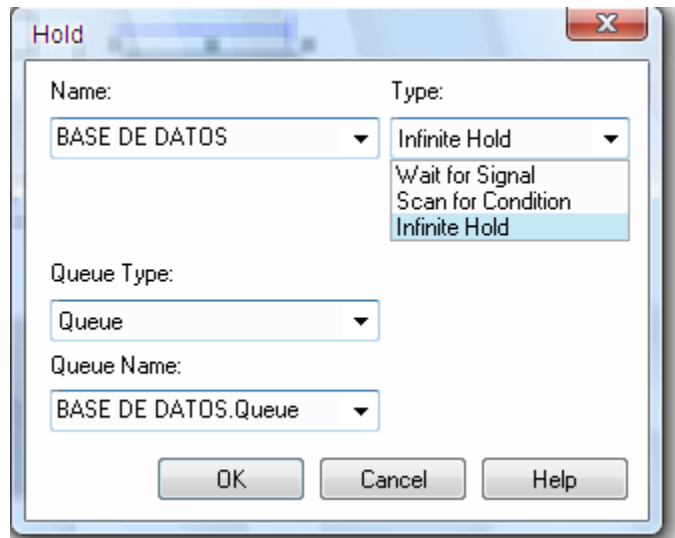 Hold
Name:
Type:
BASE DE DATOS
Infinite Hold
Wait for Signal
Scan for Condition
Infinite Hold
Queue Type:
Queue
Queue Name:
BASE DE DATOS.Queue
OK
Cancel
Help